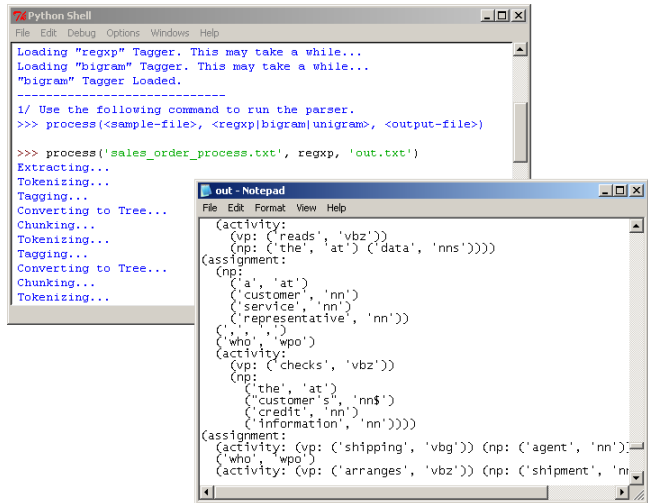 Python Shell
File Edit Debug Options Windows Help
Loading "regxp" Tagger. This may take a while...
Loading "bigram" Tagger. This may take a while...
"bigram" Tagger Loaded.
-----------------------------
1/ Use the following command to run the parser.
>>> process(<sample-file>, <regxp|bigram|unigram>, <output-file>)
>>> process('sales_order_process.txt', regxp, 'out.txt')
Extracting...
Tokenizing...
Tagging...
Converting to Tree...
Chunking...
Tokenizing...
Tagging...
Converting to Tree...
Chunking...
Tokenizing...
out - Notepad
File Edit Format View Help
(activity:
(vp: ('reads', 'vbz'))
(np: ('the', 'at') ('data', 'nns'))))
(assignment:
(np:
('a', 'at')
('customer', 'nn')
('service', 'nn')
('representative', 'nn'))
(',', ',')
('who', 'wpo')
(activity:
(vp: ('checks', 'vbz'))
(np:
('the', 'at')
("customer's", 'nn$')
('credit', 'nn')
('information', 'nn'))))
(assignment:
(activity: (vp: ('shipping', 'vbg')) (np: ('agent', 'nn')
('who', 'wpo')
(activity: (vp: ('arranges', 'vbz')) (np: ('shipment',